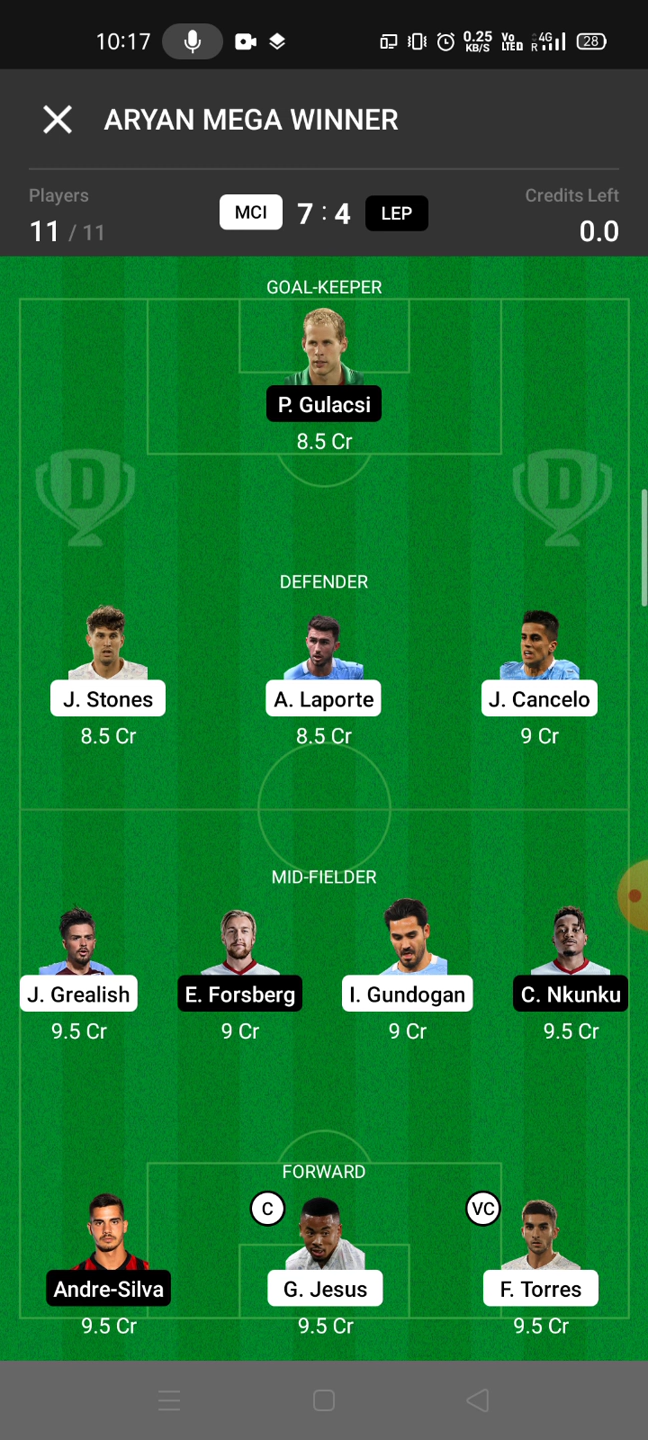 10:17
0.25 KB/S
Vo LTED
4G
R
28
ARYAN MEGA WINNER
Players
Credits Left
11 / 11
MCI 7 : 4 LEP
0.0
GOAL-KEEPER
P. Gulacsi
8.5 Cr
D D
DEFENDER
J. Stones A. Laporte J. Cancelo
8.5 Cr 8.5 Cr 9 Cr
MID-FIELDER
J. Grealish E. Forsberg I. Gundogan C. Nkunku
9.5 Cr 9 Cr 9 Cr 9.5 Cr
FORWARD
C VC
Andre-Silva G. Jesus F. Torres
9.5 Cr 9.5 Cr 9.5 Cr